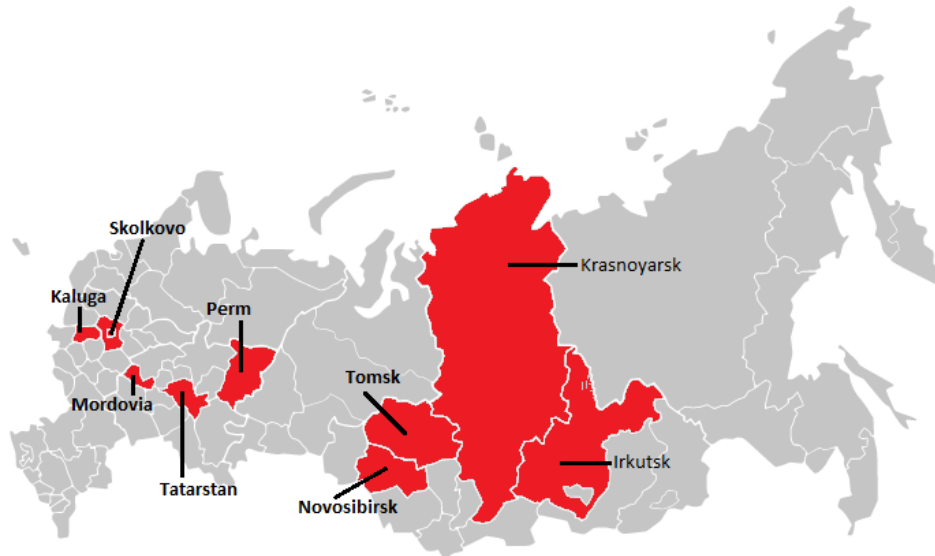 Skolkovo
Krasnoyarsk
Kaluga
Perm
Tomsk
Mordovia
Irkutsk
Tatarstan
Novosibirsk